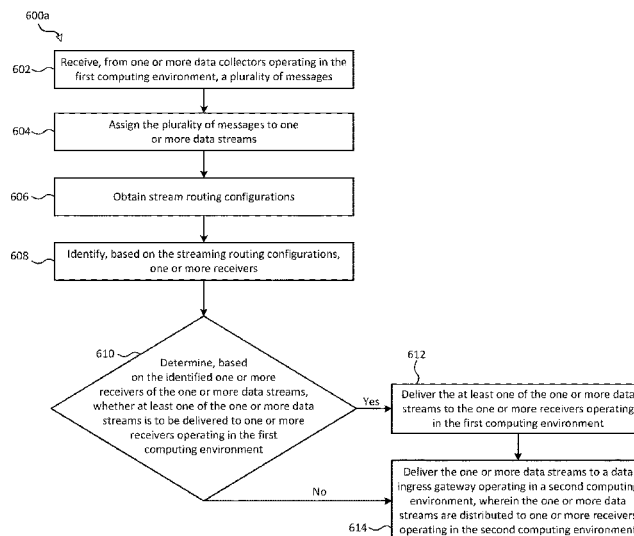 600a
602
Receive, from one or more data collectors operating in the
first computing environment, a plurality of messages
604
Assign the plurality of messages to one
or more data streams
606
Obtain stream routing configurations
608
Identify, based on the streaming routing configurations,
one or more receivers
610
Determine, based
on the identified one or more
receivers of the one or more data streams,
whether at least one of the one or more data
streams is to be delivered to one or more
receivers operating in the first
computing environment
Yes
612
Deliver the at least one of the one or more data
streams to the one or more receivers operating
in the first computing environment
No
Deliver the one or more data streams to a data
ingress gateway operating in a second computing
environment, wherein the one or more data
streams are distributed to one or more receivers
operating in the second computing environment
614